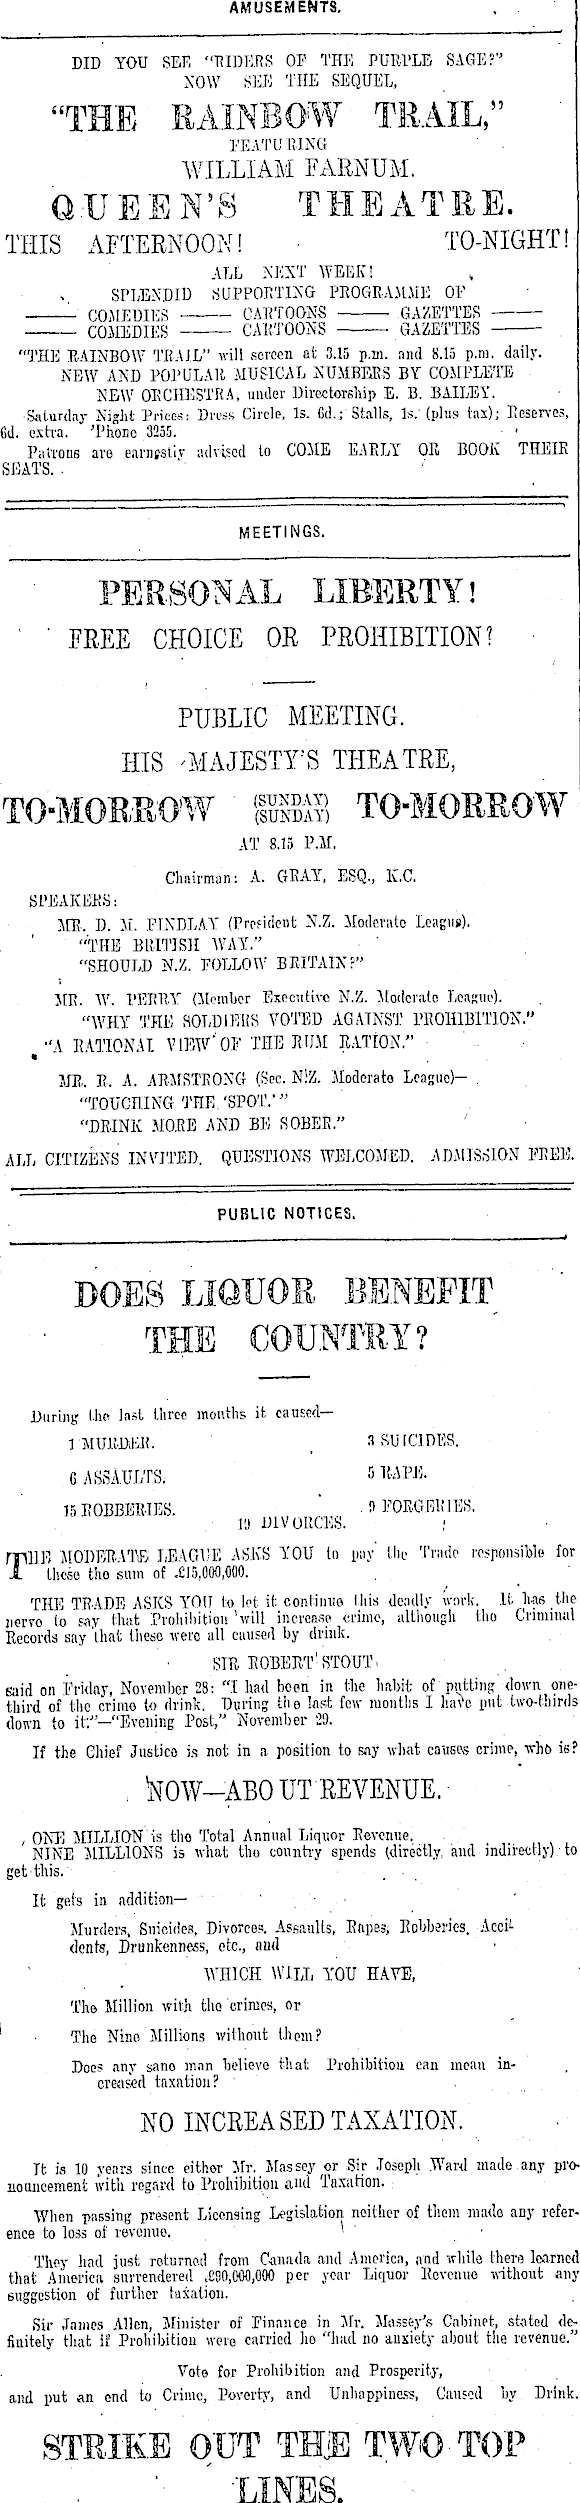 AMUSEMENTS.
DID YOU SEE "RIDERS OF THE PURPLE SAGE?"
NOW SEE THE SEQUEL,
"THE RAINBOW TRAIL,"
FEATURING
WILLIAM FARNUM.
QUEEN'S THEATRE.
THIS AFTERNOON! TO-NIGHT!
ALL NEXT WEEK!
SPLENDID SUPPORTING PROGRAMME OF
—— COMEDIES —— CARTOONS —— GAZETTES ——
—— COMEDIES —— CARTOONS —— GAZETTES ——
"THE RAINBOW TRAIL" will screen at 3.15 p.m. and 8.15 p.m. daily.
NEW AND POPULAR MUSICAL NUMBERS BY COMPLETE
NEW ORCHESTRA, under Directorship E. B. BAILEY.
Saturday Night Prices: Dress Circle, 1s. 6d.; Stalls, 1s. (plus tax); Reserves,
6d. extra. 'Phone 3255.
Patrons are earnestly advised to COME EARLY OR BOOK THEIR
SEATS.
MEETINGS.
PERSONAL LIBERTY!
FREE CHOICE OR PROHIBITION?
PUBLIC MEETING.
HIS MAJESTY'S THEATRE,
TO-MORROW (SUNDAY) TO-MORROW
(SUNDAY)
AT 8.15 P.M.
Chairman: A. GRAY, ESQ., K.C.
SPEAKERS:
MR. D. M. FINDLAY (President N.Z. Moderate League).
"THE BRITISH WAY."
"SHOULD N.Z. FOLLOW BRITAIN?"
MR. W. PERRY (Member Executive N.Z. Moderate League).
"WHY THE SOLDIERS VOTED AGAINST PROHIBITION."
"A RATIONAL VIEW OF THE RUM RATION."
MR. R. A. ARMSTRONG (Sec. N.Z. Moderate League)—
"TOUCHING THE 'SPOT.'"
"DRINK MORE AND BE SOBER."
ALL CITIZENS INVITED. QUESTIONS WELCOMED. ADMISSION FREE.
PUBLIC NOTICES.
DOES LIQUOR BENEFIT
THE COUNTRY?
During the last three months it caused—
1 MURDER. 3 SUICIDES.
6 ASSAULTS. 5 RAPE.
15 ROBBERIES. 9 FORGERIES.
19 DIVORCES.
THE MODERATE LEAGUE ASKS YOU to pay the Trade responsible for
these the sum of £15,000,000.
THE TRADE ASKS YOU to let it continue this deadly work. It has the
nerve to say that Prohibition will increase crime, although the Criminal
Records say that these were all caused by drink.
SIR ROBERT STOUT
said on Friday, November 28: "I had been in the habit of putting down one-
third of the crime to drink. During the last few months I have put two-thirds
down to it."—"Evening Post," November 29.
If the Chief Justice is not in a position to say what causes crime, who is?
NOW—ABOUT REVENUE.
ONE MILLION is the Total Annual Liquor Revenue.
NINE MILLIONS is what the country spends (directly and indirectly) to
get this.
It gets in addition—
Murders, Suicides, Divorces, Assaults, Rapes, Robberies, Acci-
dents, Drunkenness, etc., and
WHICH WILL YOU HAVE,
The Million with the crimes, or
The Nine Millions without them?
Does any sane man believe that Prohibition can mean in-
creased taxation?
NO INCREASED TAXATION.
It is 10 years since either Mr. Massey or Sir Joseph Ward made any pro-
nouncement with regard to Prohibition and Taxation.
When passing present Licensing Legislation neither of them made any refer-
ence to loss of revenue.
They had just returned from Canada and America, and while there learned
that America surrendered £90,000,000 per year Liquor Revenue without any
suggestion of further taxation.
Sir James Allen, Minister of Finance in Mr. Massey's Cabinet, stated de-
finitely that if Prohibition were carried he "had no anxiety about the revenue."
Vote for Prohibition and Prosperity,
and put an end to Crime, Poverty, and Unhappiness, Caused by Drink.
STRIKE OUT THE TWO TOP
LINES.